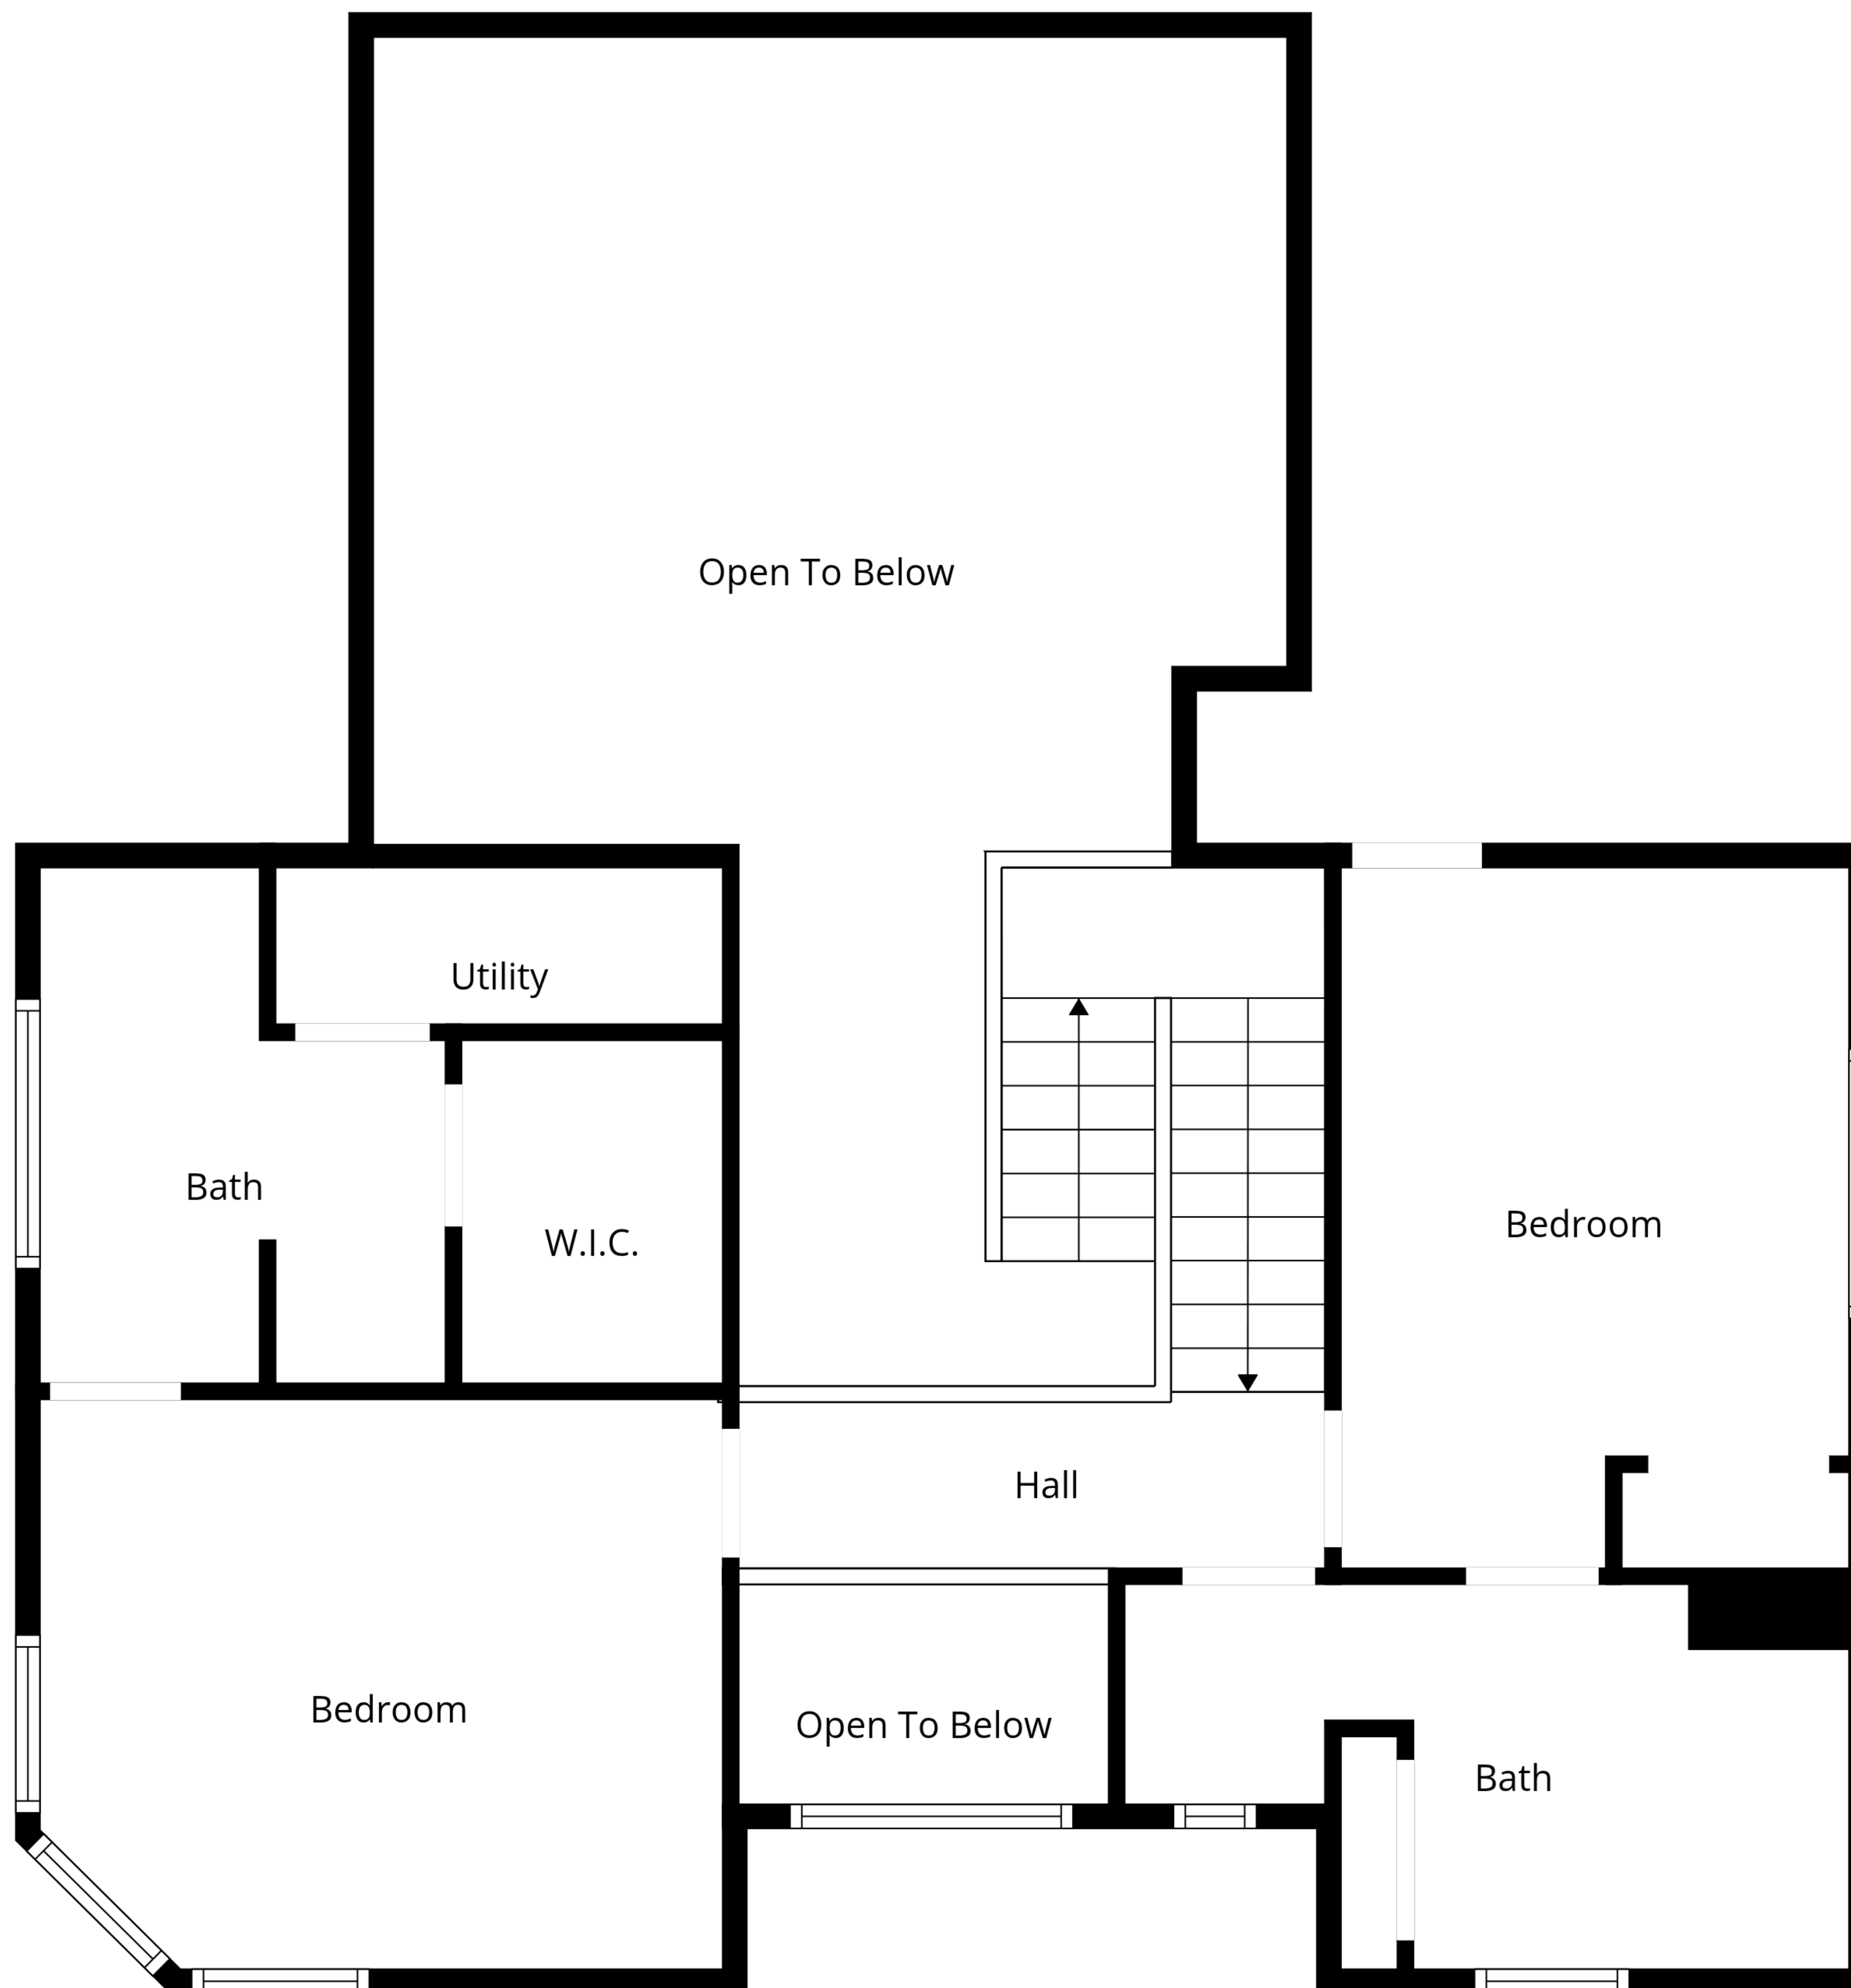 Open To Below
Utility
Bath
W.I.C.
Bedroom
Hall
Bedroom
Open To Below
Bath